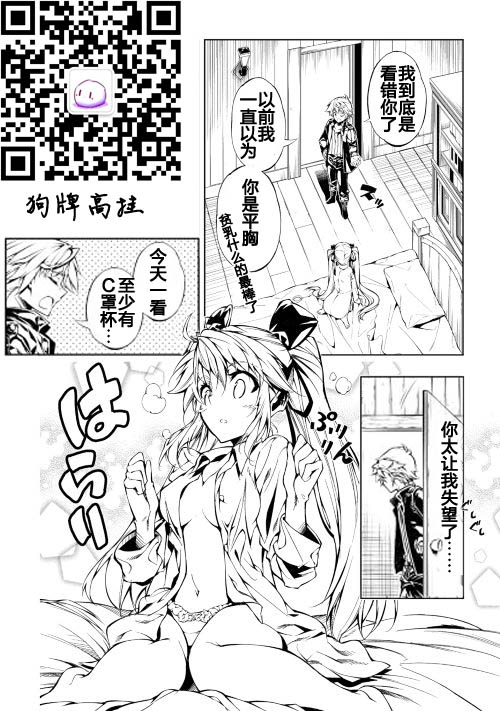 狗牌高挂
我到底是
看错你了
以前我
一直以为
你是平胸
贫乳什么的最棒了
今天一看
至少有
C罩杯…
はらり
ぷりん
你太让我失望了……